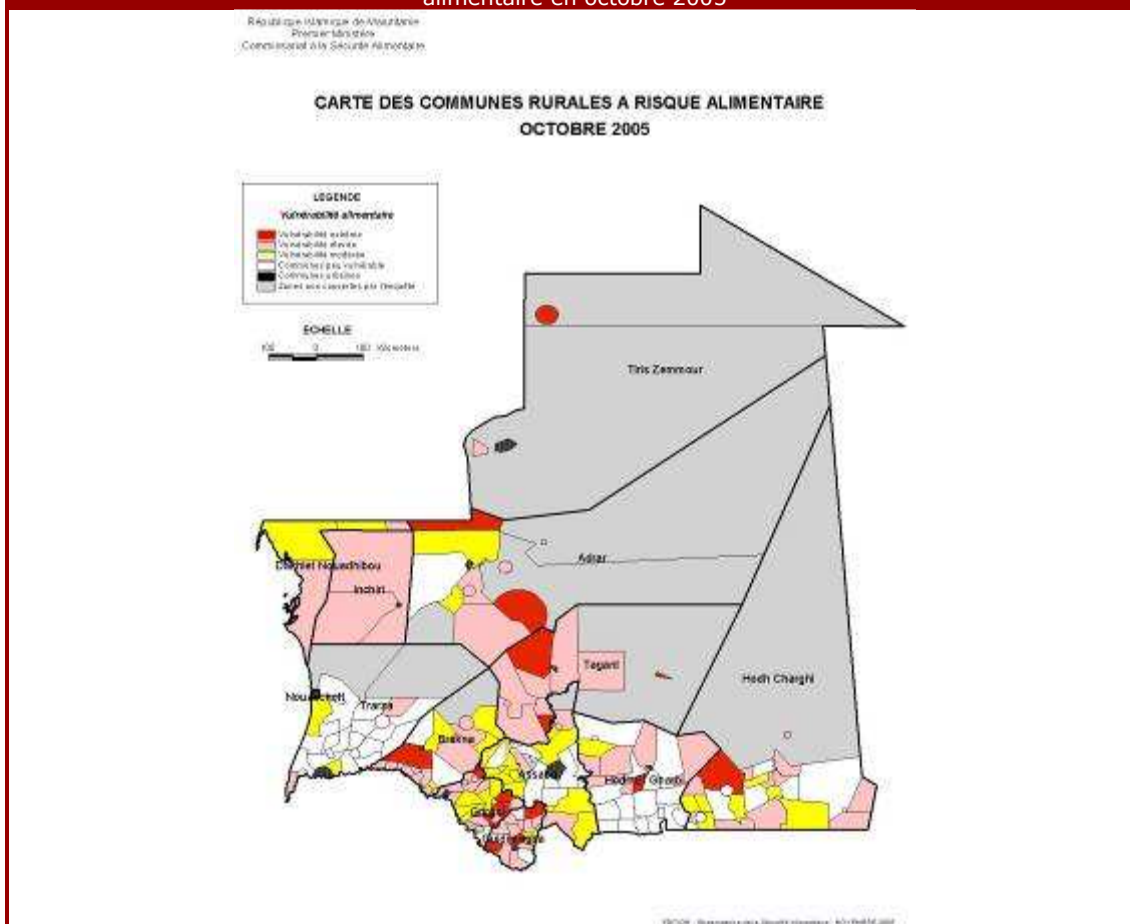 alimentaire en octobre 2005
République Islamique de Mauritanie
Premier Ministère
Commissariat à la Sécurité Alimentaire
CARTE DES COMMUNES RURALES A RISQUE ALIMENTAIRE
OCTOBRE 2005
LEGENDE
Vulnérabilité alimentaire
Vulnérabilité extrême
Vulnérabilité élevée
Vulnérabilité modérée
Communes peu vulnérable
Communes urbaines
Zones non couvertes par l'enquête
ECHELLE
100 0 100 Kilometers
Tiris Zemmour
Adrar
Dakhlet Nouadhibou
Inchiri
Tagant
Hodh Charghi
Nouakchott
Trarza
Brakna
Assaba
Hodh el Gharbi
Gorgol